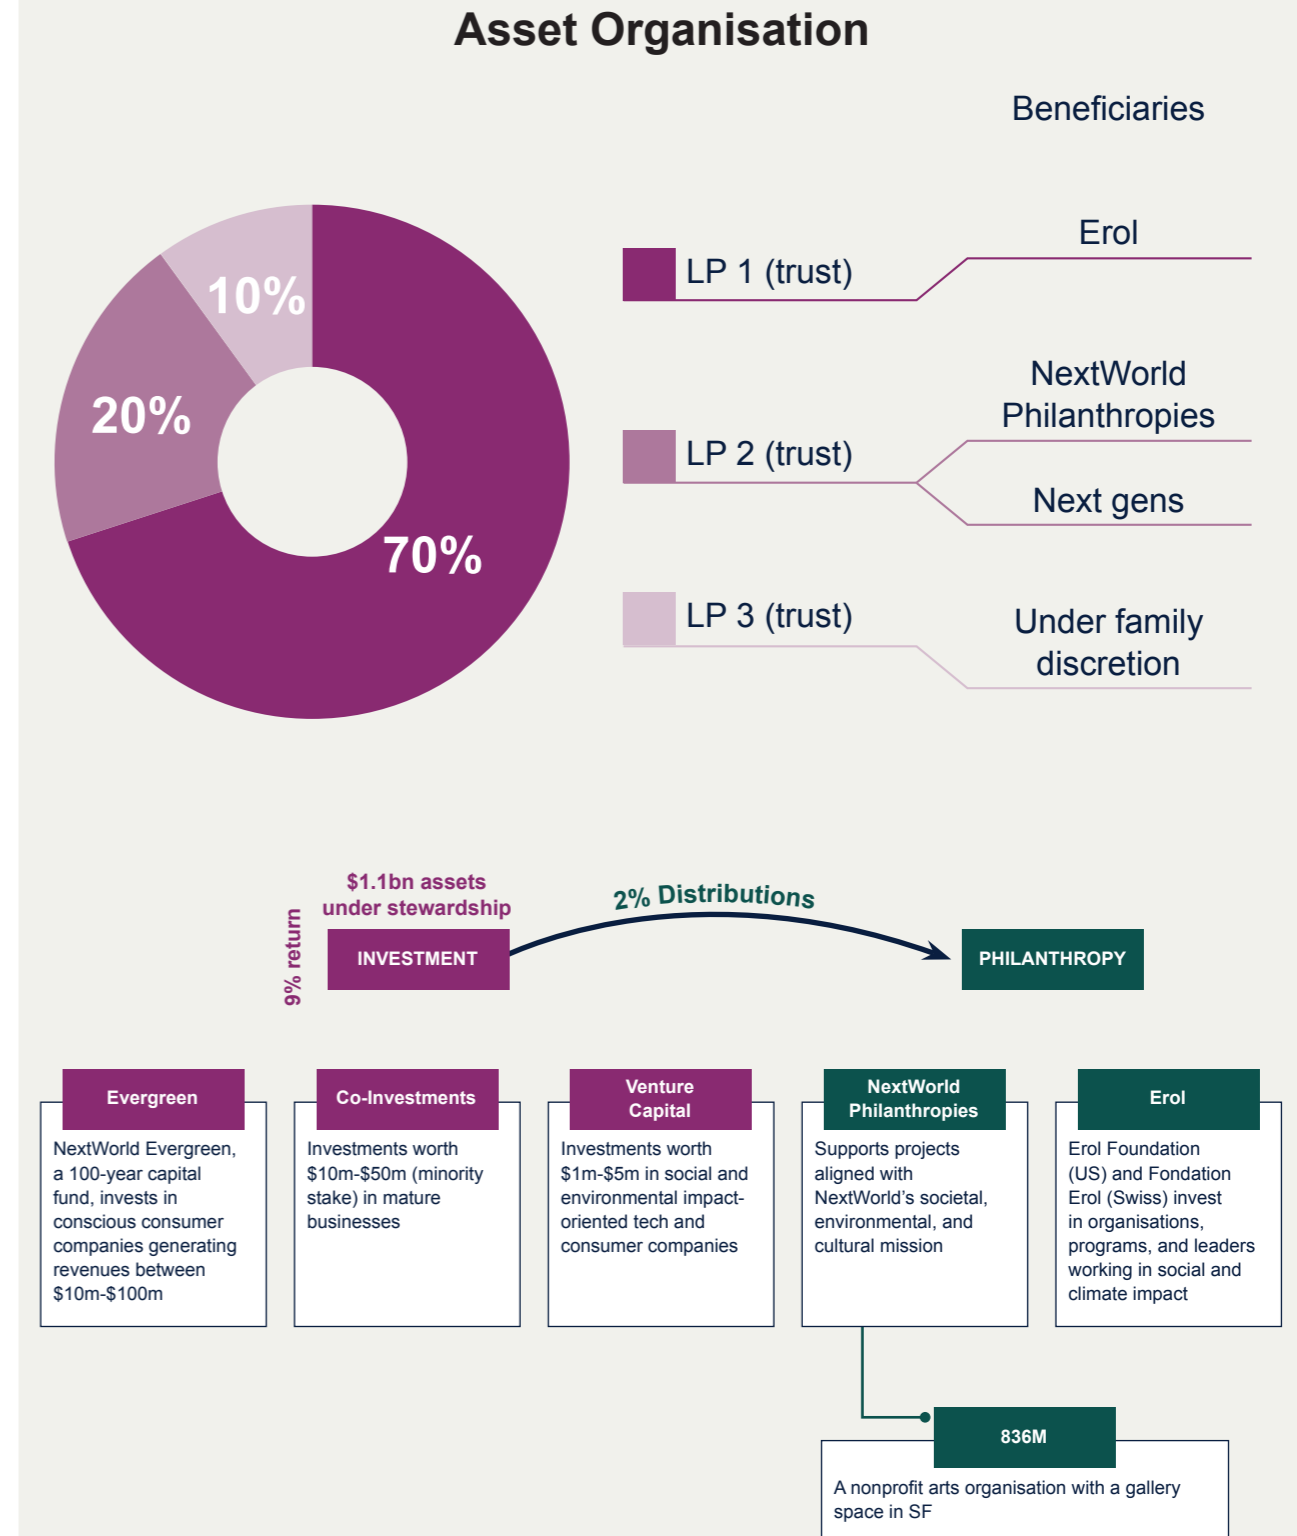 Asset Organisation
Beneficiaries
10%
20%
70%
LP 1 (trust)
Erol
LP 2 (trust)
NextWorld
Philanthropies
Next gens
LP 3 (trust)
Under family
discretion
9% return
$1.1bn assets
under stewardship
INVESTMENT
2% Distributions
PHILANTHROPY
Evergreen
NextWorld Evergreen,
a 100-year capital
fund, invests in
conscious consumer
companies generating
revenues between
$10m-$100m
Co-Investments
Investments worth
$10m-$50m (minority
stake) in mature
businesses
Venture
Capital
Investments worth
$1m-$5m in social and
environmental impact-
oriented tech and
consumer companies
NextWorld
Philanthropies
Supports projects
aligned with
NextWorld’s societal,
environmental, and
cultural mission
Erol
Erol Foundation
(US) and Fondation
Erol (Swiss) invest
in organisations,
programs, and leaders
working in social and
climate impact
836M
A nonprofit arts organisation with a gallery
space in SF